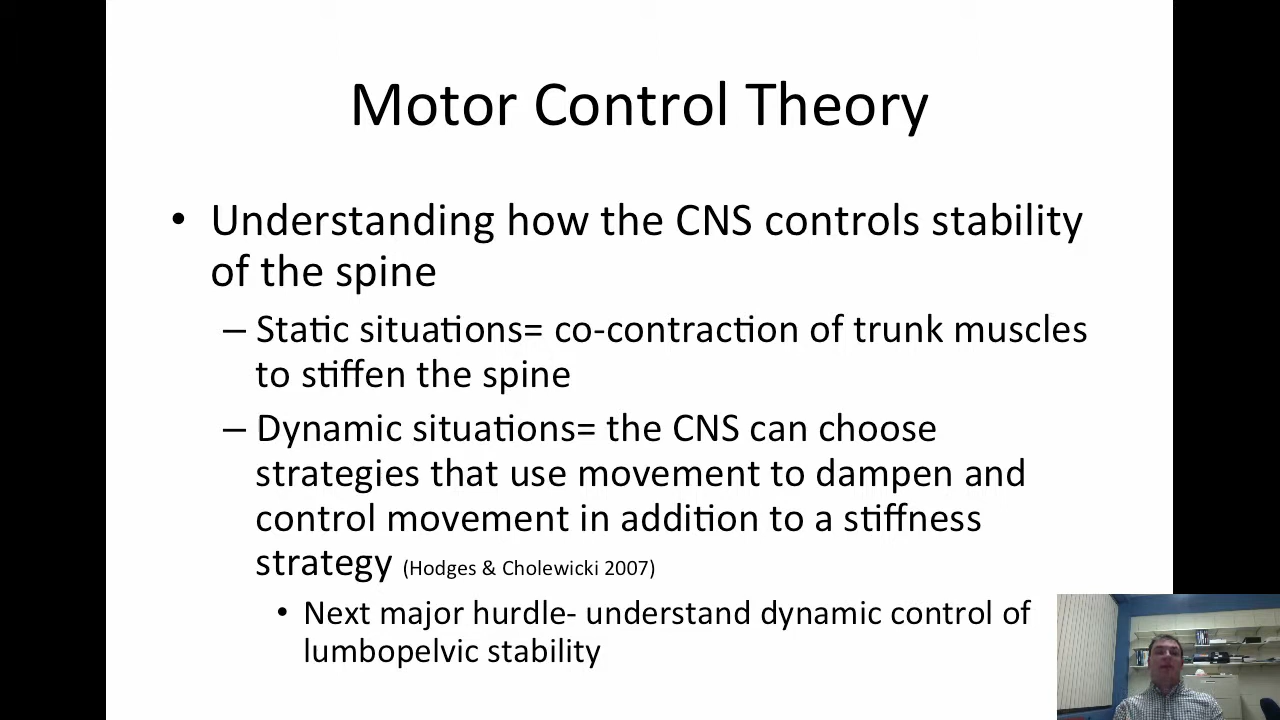 Motor Control Theory
• Understanding how the CNS controls stability
of the spine
– Static situations= co-contraction of trunk muscles
to stiffen the spine
– Dynamic situations= the CNS can choose
strategies that use movement to dampen and
control movement in addition to a stiffness
strategy (Hodges & Cholewicki 2007)
• Next major hurdle- understand dynamic control of
lumbopelvic stability